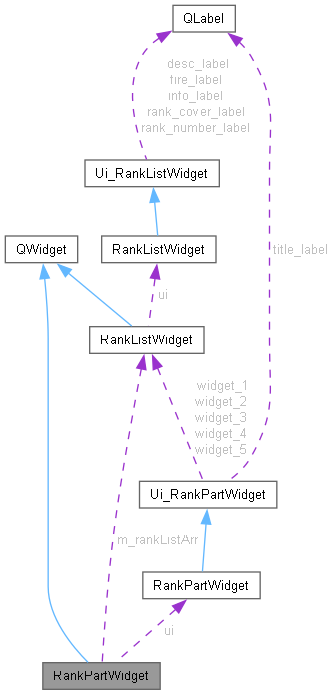 QLabel
desc_label
fire_label
info_label
rank_cover_label
rank_number_label
Ui_RankListWidget
QWidget
RankListWidget
title_label
ui
RankListWidget
widget_1
widget_2
widget_3
widget_4
widget_5
Ui_RankPartWidget
m_rankListArr
RankPartWidget
ui
RankPartWidget